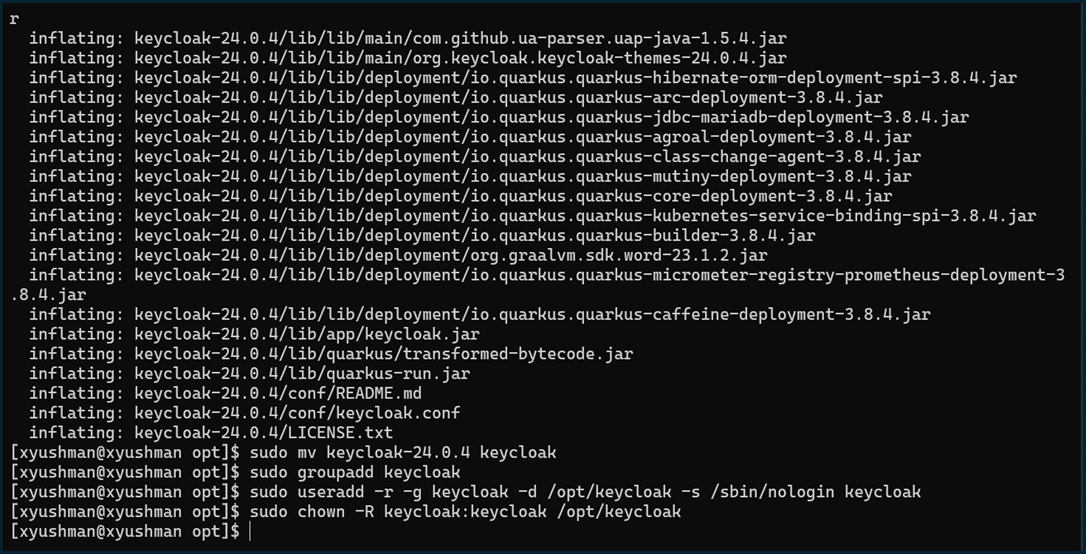 r
  inflating: keycloak-24.0.4/lib/lib/main/com.github.ua-parser.uap-java-1.5.4.jar
  inflating: keycloak-24.0.4/lib/lib/main/org.keycloak.keycloak-themes-24.0.4.jar
  inflating: keycloak-24.0.4/lib/lib/deployment/io.quarkus.quarkus-hibernate-orm-deployment-spi-3.8.4.jar
  inflating: keycloak-24.0.4/lib/lib/deployment/io.quarkus.quarkus-arc-deployment-3.8.4.jar
  inflating: keycloak-24.0.4/lib/lib/deployment/io.quarkus.quarkus-jdbc-mariadb-deployment-3.8.4.jar
  inflating: keycloak-24.0.4/lib/lib/deployment/io.quarkus.quarkus-agroal-deployment-3.8.4.jar
  inflating: keycloak-24.0.4/lib/lib/deployment/io.quarkus.quarkus-class-change-agent-3.8.4.jar
  inflating: keycloak-24.0.4/lib/lib/deployment/io.quarkus.quarkus-mutiny-deployment-3.8.4.jar
  inflating: keycloak-24.0.4/lib/lib/deployment/io.quarkus.quarkus-core-deployment-3.8.4.jar
  inflating: keycloak-24.0.4/lib/lib/deployment/io.quarkus.quarkus-kubernetes-service-binding-spi-3.8.4.jar
  inflating: keycloak-24.0.4/lib/lib/deployment/io.quarkus.quarkus-builder-3.8.4.jar
  inflating: keycloak-24.0.4/lib/lib/deployment/org.graalvm.sdk.word-23.1.2.jar
  inflating: keycloak-24.0.4/lib/lib/deployment/io.quarkus.quarkus-micrometer-registry-prometheus-deployment-3
.8.4.jar
  inflating: keycloak-24.0.4/lib/lib/deployment/io.quarkus.quarkus-caffeine-deployment-3.8.4.jar
  inflating: keycloak-24.0.4/lib/app/keycloak.jar
  inflating: keycloak-24.0.4/lib/quarkus/transformed-bytecode.jar
  inflating: keycloak-24.0.4/lib/quarkus-run.jar
  inflating: keycloak-24.0.4/conf/README.md
  inflating: keycloak-24.0.4/conf/keycloak.conf
  inflating: keycloak-24.0.4/LICENSE.txt
[xyushman@xyushman opt]$ sudo mv keycloak-24.0.4 keycloak
[xyushman@xyushman opt]$ sudo groupadd keycloak
[xyushman@xyushman opt]$ sudo useradd -r -g keycloak -d /opt/keycloak -s /sbin/nologin keycloak
[xyushman@xyushman opt]$ sudo chown -R keycloak:keycloak /opt/keycloak
[xyushman@xyushman opt]$